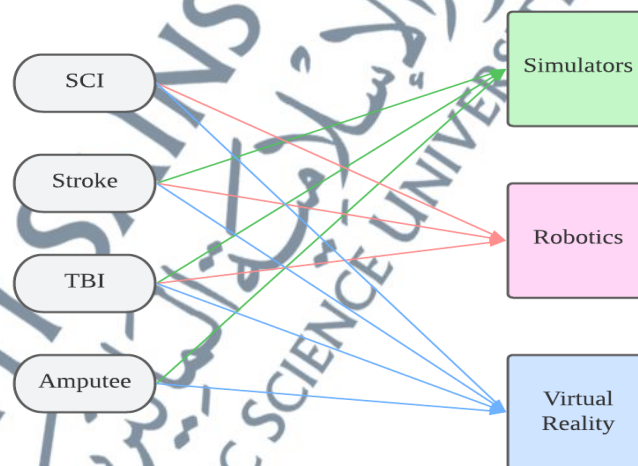 SCI
Simulators
Stroke
Robotics
TBI
Amputee
Virtual
Reality
SCIENCE UNIVERS